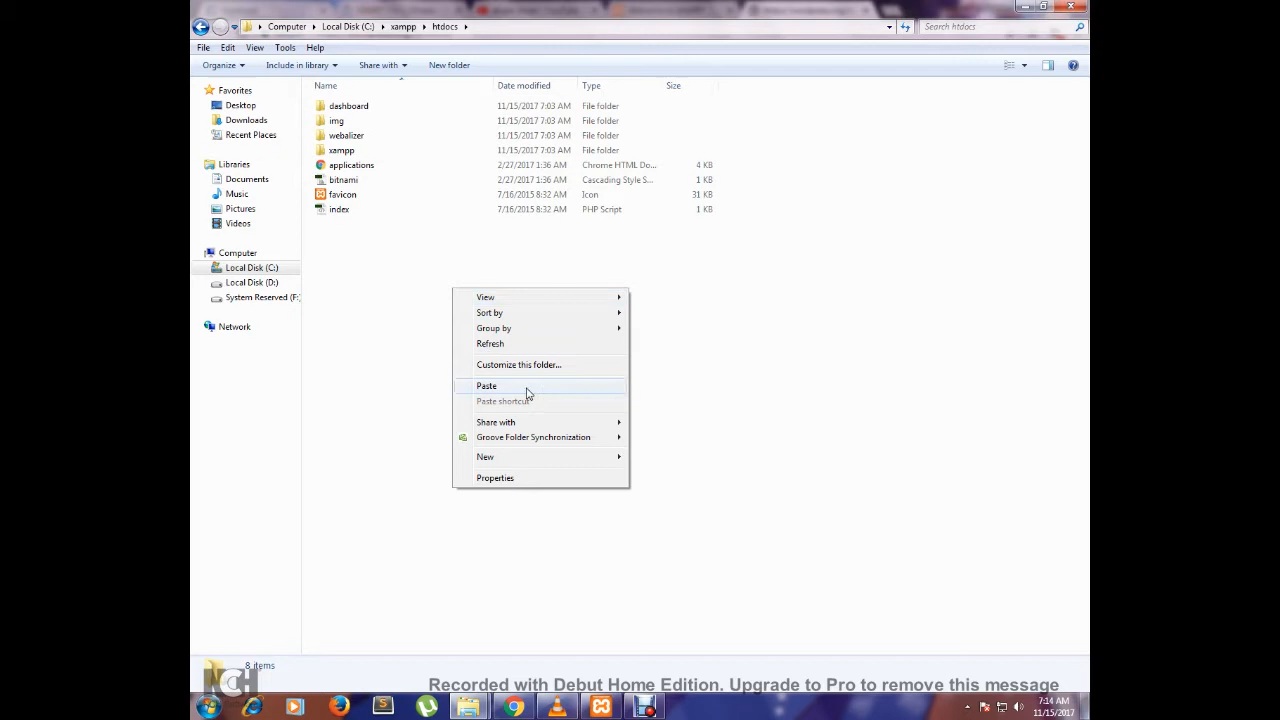 Computer Local Disk (C:) xampp htdocs
Search htdocs
File Edit View Tools Help
Organize Include in library Share with New folder
Name Date modified Type Size
Favorites
Desktop
Downloads
Recent Places
Libraries
Documents
Music
Pictures
Videos
Computer
Local Disk (C:)
Local Disk (D:)
System Reserved (F:)
Network
dashboard 11/15/2017 7:03 AM File folder
img 11/15/2017 7:03 AM File folder
webalizer 11/15/2017 7:03 AM File folder
xampp 11/15/2017 7:03 AM File folder
applications 2/27/2017 1:36 AM Chrome HTML Do... 4 KB
bitnami 2/27/2017 1:36 AM Cascading Style S... 1 KB
favicon 7/16/2015 8:32 AM Icon 31 KB
index 7/16/2015 8:32 AM PHP Script 1 KB
View
Sort by
Group by
Refresh
Customize this folder...
Paste
Paste shortcut
Share with
Groove Folder Synchronization
New
Properties
8 items
NCH
Recorded with Debut Home Edition. Upgrade to Pro to remove this message
7:14 AM
11/15/2017